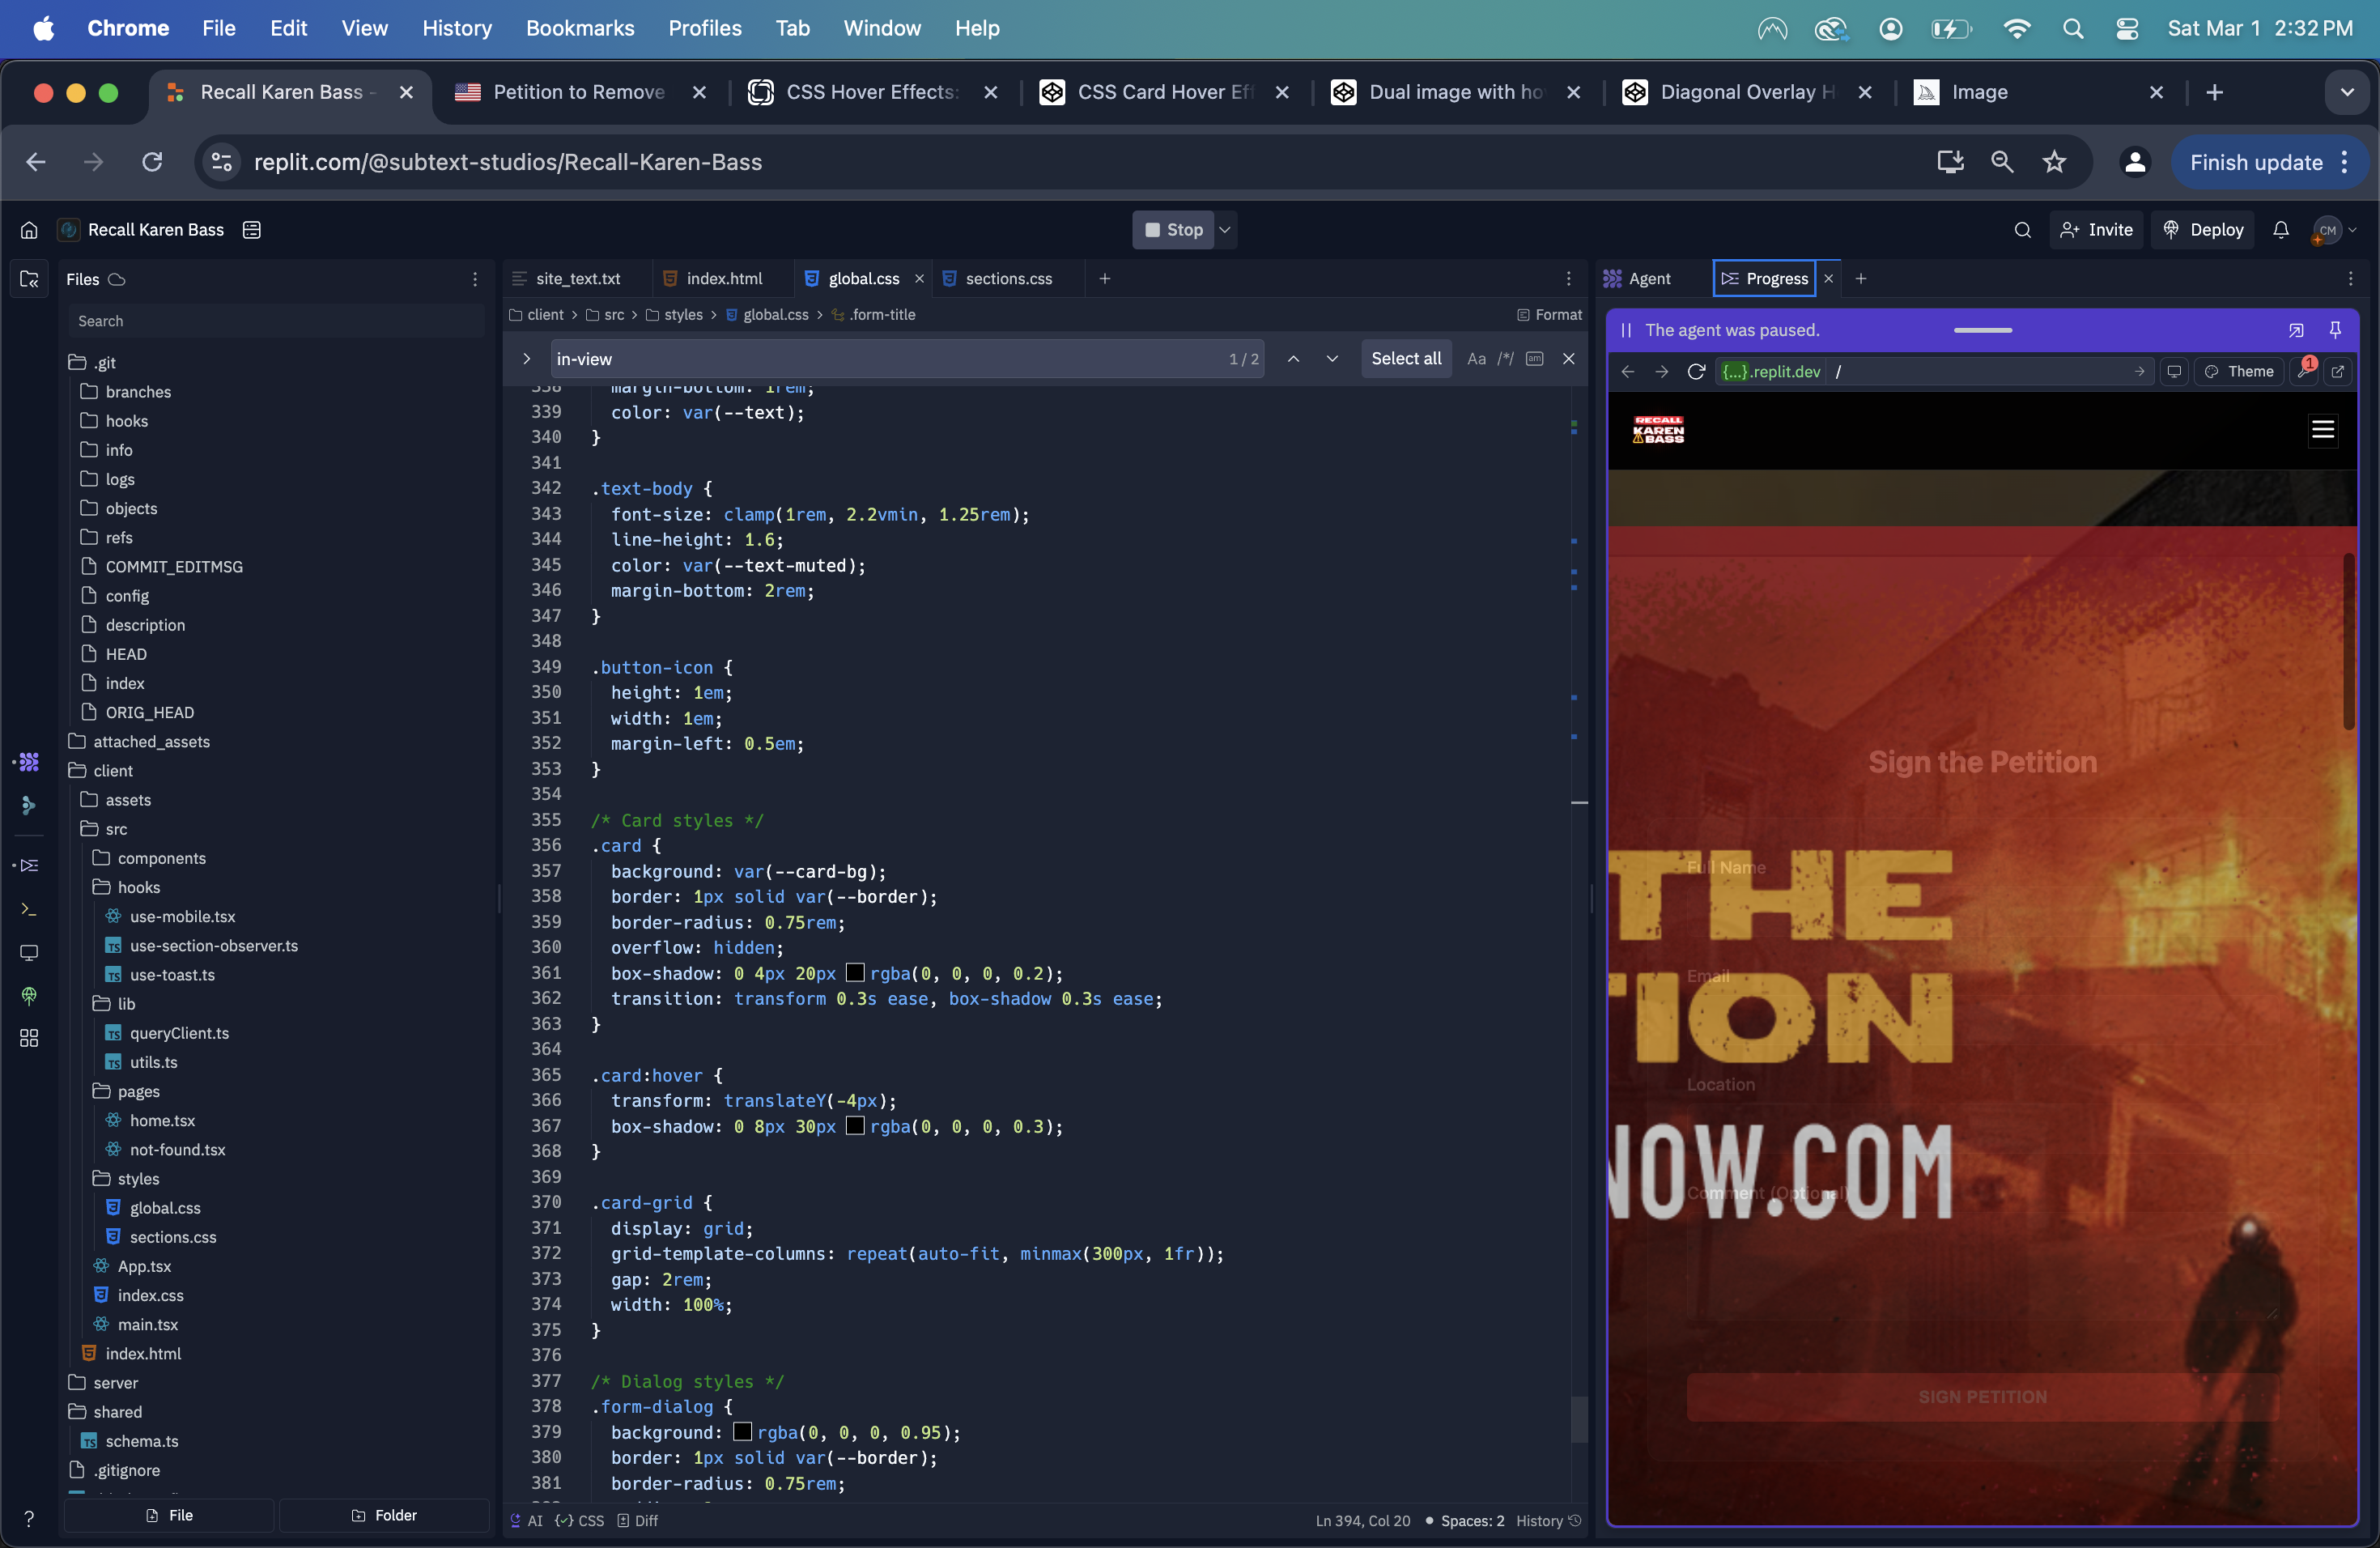 Chrome File Edit View History Bookmarks Profiles Tab Window Help
Sat Mar 1 2:32 PM
Recall Karen Bass -
Petition to Remove
CSS Hover Effects:
CSS Card Hover Eff
Dual image with ho
Diagonal Overlay H
Image
replit.com/@subtext-studios/Recall-Karen-Bass
Finish update
Recall Karen Bass
Stop
Invite
Deploy
CM
Files
Search
.git
branches
hooks
info
logs
objects
refs
COMMIT_EDITMSG
config
description
HEAD
index
ORIG_HEAD
attached_assets
client
assets
src
components
hooks
use-mobile.tsx
use-section-observer.ts
use-toast.ts
lib
queryClient.ts
utils.ts
pages
home.tsx
not-found.tsx
styles
global.css
sections.css
App.tsx
index.css
main.tsx
index.html
server
shared
schema.ts
.gitignore
File
Folder
site_text.txt
index.html
global.css
sections.css
client > src > styles > global.css > .form-title
Format
in-view
1 / 2
Select all
Aa
338 margin-bottom: 1rem;
339 color: var(--text);
340 }
341
342 .text-body {
343 font-size: clamp(1rem, 2.2vmin, 1.25rem);
344 line-height: 1.6;
345 color: var(--text-muted);
346 margin-bottom: 2rem;
347 }
348
349 .button-icon {
350 height: 1em;
351 width: 1em;
352 margin-left: 0.5em;
353 }
354
355 /* Card styles */
356 .card {
357 background: var(--card-bg);
358 border: 1px solid var(--border);
359 border-radius: 0.75rem;
360 overflow: hidden;
361 box-shadow: 0 4px 20px rgba(0, 0, 0, 0.2);
362 transition: transform 0.3s ease, box-shadow 0.3s ease;
363 }
364
365 .card:hover {
366 transform: translateY(-4px);
367 box-shadow: 0 8px 30px rgba(0, 0, 0, 0.3);
368 }
369
370 .card-grid {
371 display: grid;
372 grid-template-columns: repeat(auto-fit, minmax(300px, 1fr));
373 gap: 2rem;
374 width: 100%;
375 }
376
377 /* Dialog styles */
378 .form-dialog {
379 background: rgba(0, 0, 0, 0.95);
380 border: 1px solid var(--border);
381 border-radius: 0.75rem;
AI
CSS
Diff
Ln 394, Col 20
Spaces: 2
History
Agent
Progress
The agent was paused.
{...}.replit.dev /
Theme
1
RECALL
KAREN
BASS
Sign the Petition
Full Name
THE
Email
TION
Location
NOW.COM
Comment (Optional)
SIGN PETITION